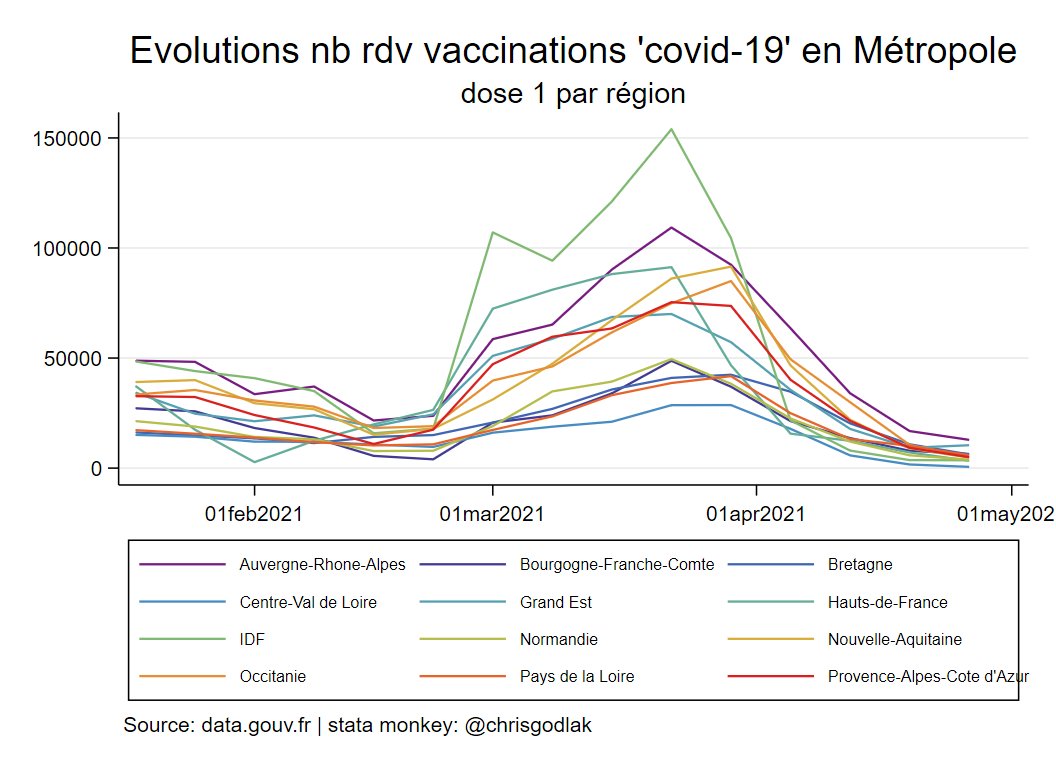 Evolutions nb rdv vaccinations 'covid-19' en Métropole
dose 1 par région
150000
100000
50000
0
01feb2021 01mar2021 01apr2021 01may202
Auvergne-Rhone-Alpes Bourgogne-Franche-Comte Bretagne
Centre-Val de Loire Grand Est Hauts-de-France
IDF Normandie Nouvelle-Aquitaine
Occitanie Pays de la Loire Provence-Alpes-Cote d'Azur
Source: data.gouv.fr | stata monkey: @chrisgodlak